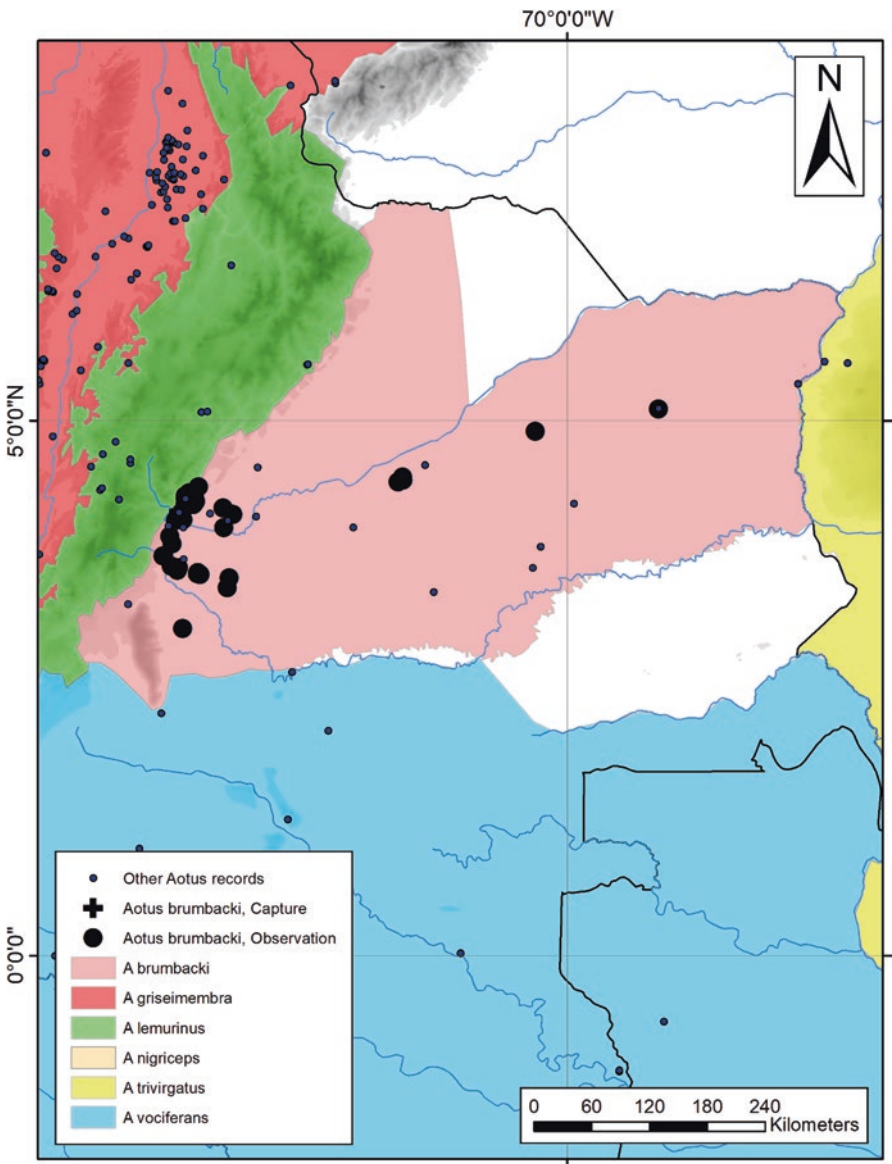 70°0'0"W
N
5°0'0"N
0°0'0"
Other Aotus records
Aotus brumbacki, Capture
Aotus brumbacki, Observation
A brumbacki
A griseimembra
A lemurinus
A nigriceps
A trivirgatus
A vociferans
0 60 120 180 240
Kilometers